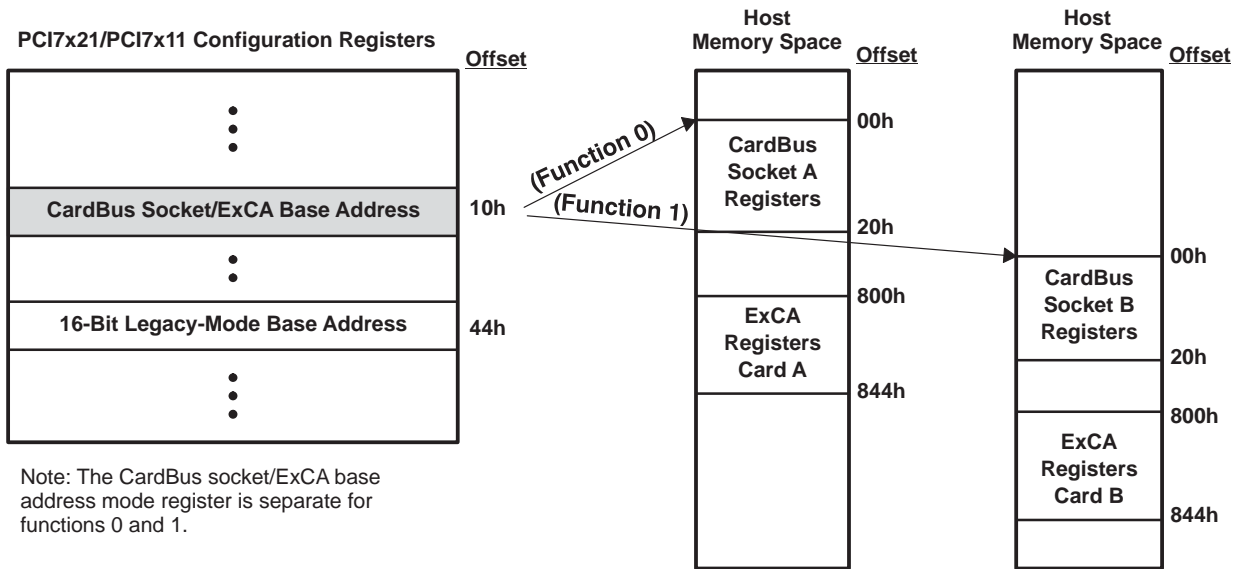 PCI7x21/PCI7x11 Configuration Registers
Offset
CardBus Socket/ExCA Base Address
10h
16-Bit Legacy-Mode Base Address
44h
Note: The CardBus socket/ExCA base
address mode register is separate for
functions 0 and 1.
(Function 0)
(Function 1)
Host
Memory Space
Offset
00h
CardBus
Socket A
Registers
20h
800h
ExCA
Registers
Card A
844h
Host
Memory Space
Offset
00h
CardBus
Socket B
Registers
20h
800h
ExCA
Registers
Card B
844h